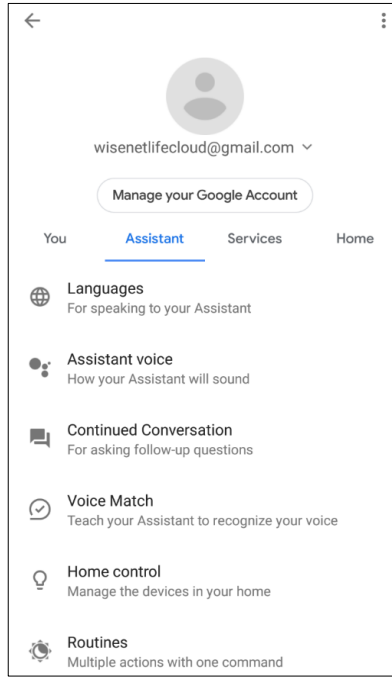 wisenetlifecloud@gmail.com
Manage your Google Account
You Assistant Services Home
Languages
For speaking to your Assistant
Assistant voice
How your Assistant will sound
Continued Conversation
For asking follow-up questions
Voice Match
Teach your Assistant to recognize your voice
Home control
Manage the devices in your home
Routines
Multiple actions with one command